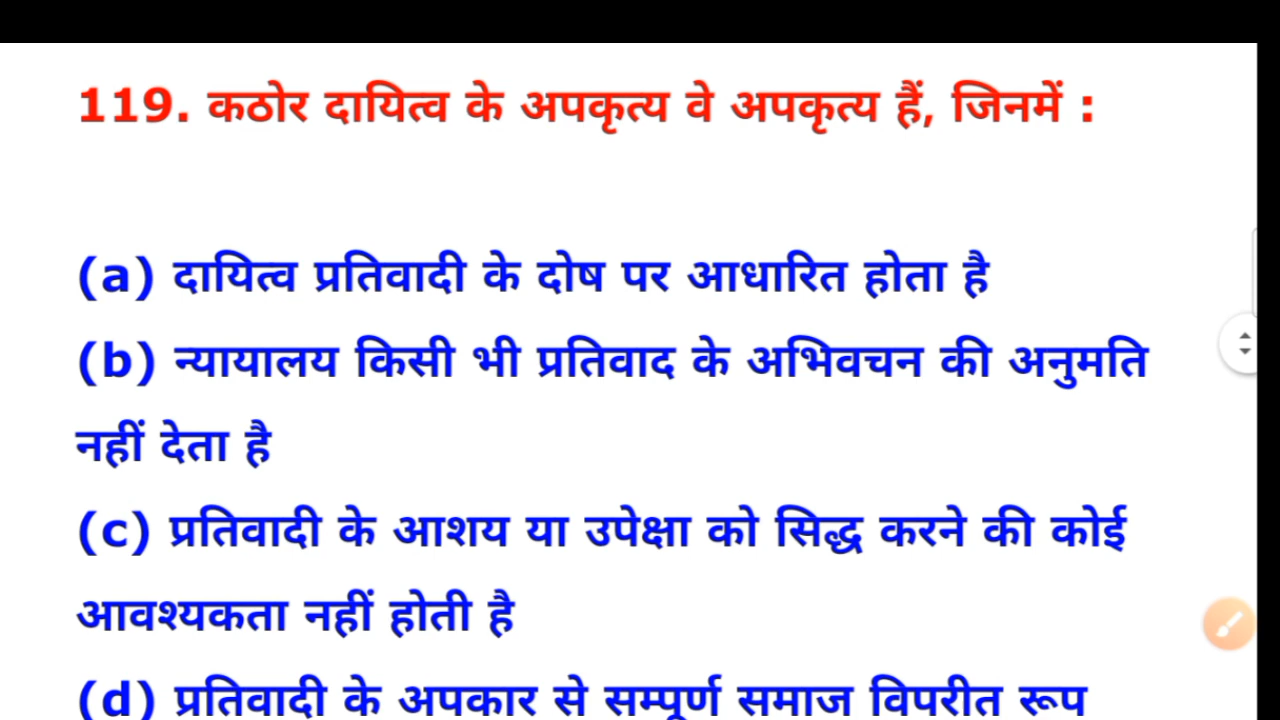 119. कठोर दायित्व के अपकृत्य वे अपकृत्य हैं, जिनमें :
(a) दायित्व प्रतिवादी के दोष पर आधारित होता है
(b) न्यायालय किसी भी प्रतिवाद के अभिवचन की अनुमति
नहीं देता है
(c) प्रतिवादी के आशय या उपेक्षा को सिद्ध करने की कोई
आवश्यकता नहीं होती है
(d) प्रतिवादी के अपकार से सम्पूर्ण समाज विपरीत रूप